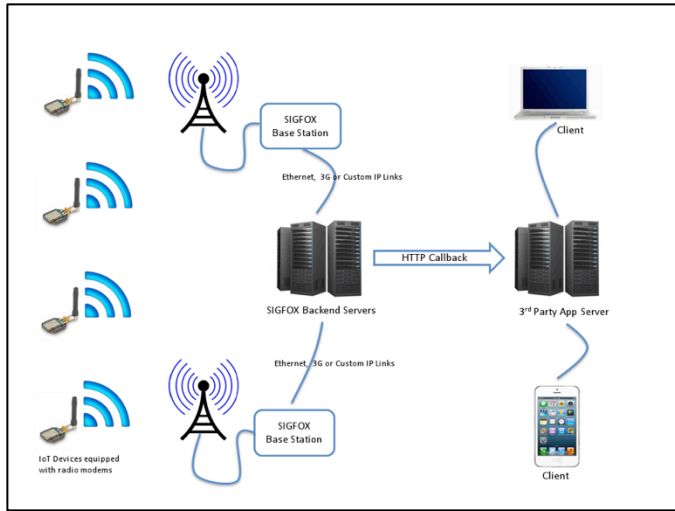 SIGFOX
Base Station
Client
Ethernet, 3G or Custom IP Links
HTTP Callback
SIGFOX Backend Servers
3rd Party App Server
Ethernet, 3G or Custom IP Links
SIGFOX
Base Station
IoT Devices equipped
with radio modems
Client